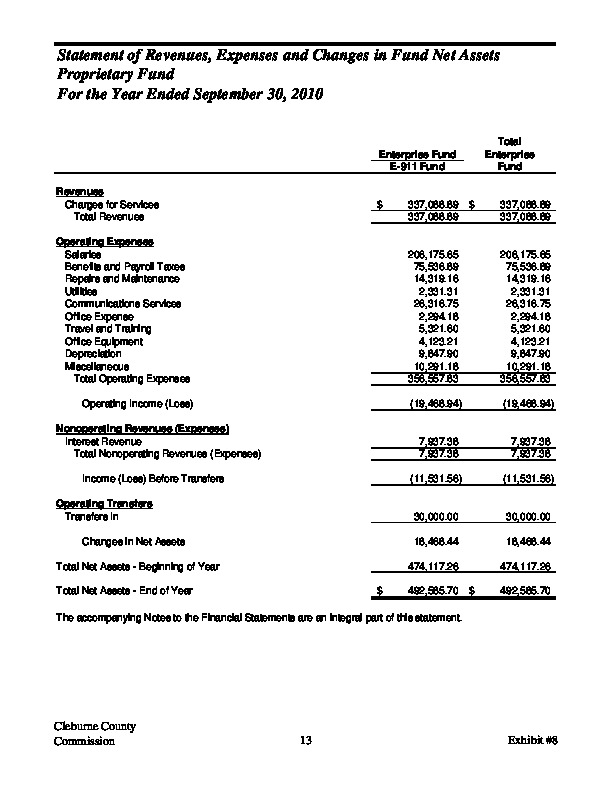 Statement of Revenues, Expenses and Changes in Fund Net Assets
Proprietary Fund
For the Year Ended September 30, 2010
Total
Enterprise Fund Enterprise
E-911 Fund Fund
Revenues
Charges for Services $ 337,088.69 $ 337,088.69
Total Revenues 337,088.69 337,088.69
Operating Expenses
Salaries 206,175.65 206,175.65
Benefits and Payroll Taxes 75,536.69 75,536.69
Repairs and Maintenance 14,319.16 14,319.16
Utilities 2,331.31 2,331.31
Communications Services 26,316.75 26,316.75
Office Expense 2,294.18 2,294.18
Travel and Training 5,321.60 5,321.60
Office Equipment 4,123.21 4,123.21
Depreciation 9,847.90 9,847.90
Miscellaneous 10,291.18 10,291.18
Total Operating Expenses 356,557.63 356,557.63
Operating Income (Loss) (19,468.94) (19,468.94)
Nonoperating Revenues (Expenses)
Interest Revenue 7,937.38 7,937.38
Total Nonoperating Revenues (Expenses) 7,937.38 7,937.38
Income (Loss) Before Transfers (11,531.56) (11,531.56)
Operating Transfers
Transfers In 30,000.00 30,000.00
Changes in Net Assets 18,468.44 18,468.44
Total Net Assets - Beginning of Year 474,117.26 474,117.26
Total Net Assets - End of Year $ 492,585.70 $ 492,585.70
The accompanying Notes to the Financial Statements are an integral part of this statement.
Cleburne County
Commission 13 Exhibit #8